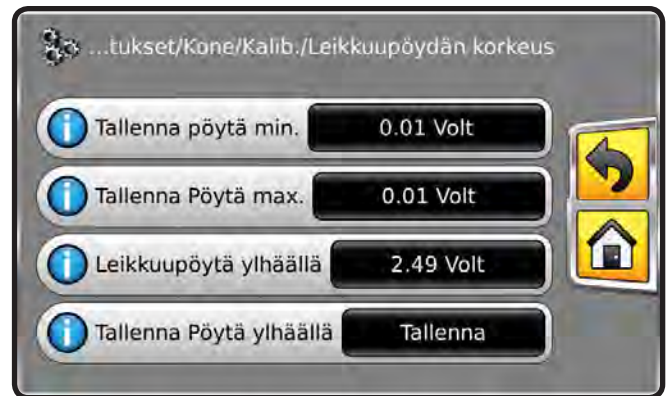 ...tukset/Kone/Kalib./Leikkuupöydän korkeus
Tallenna pöytä min. 0.01 Volt
Tallenna Pöytä max. 0.01 Volt
Leikkuupöytä ylhäällä 2.49 Volt
Tallenna Pöytä ylhäällä Tallenna